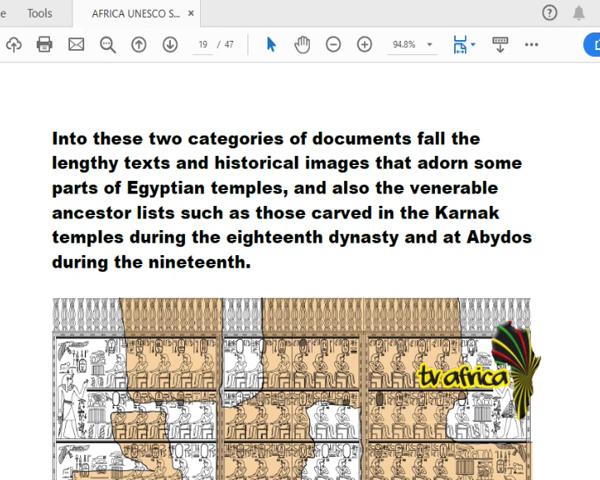 e
Tools
AFRICA UNESCO S...
19 / 47
94.8%
Into these two categories of documents fall the
lengthy texts and historical images that adorn some
parts of Egyptian temples, and also the venerable
ancestor lists such as those carved in the Karnak
temples during the eighteenth dynasty and at Abydos
during the nineteenth.
tv africa